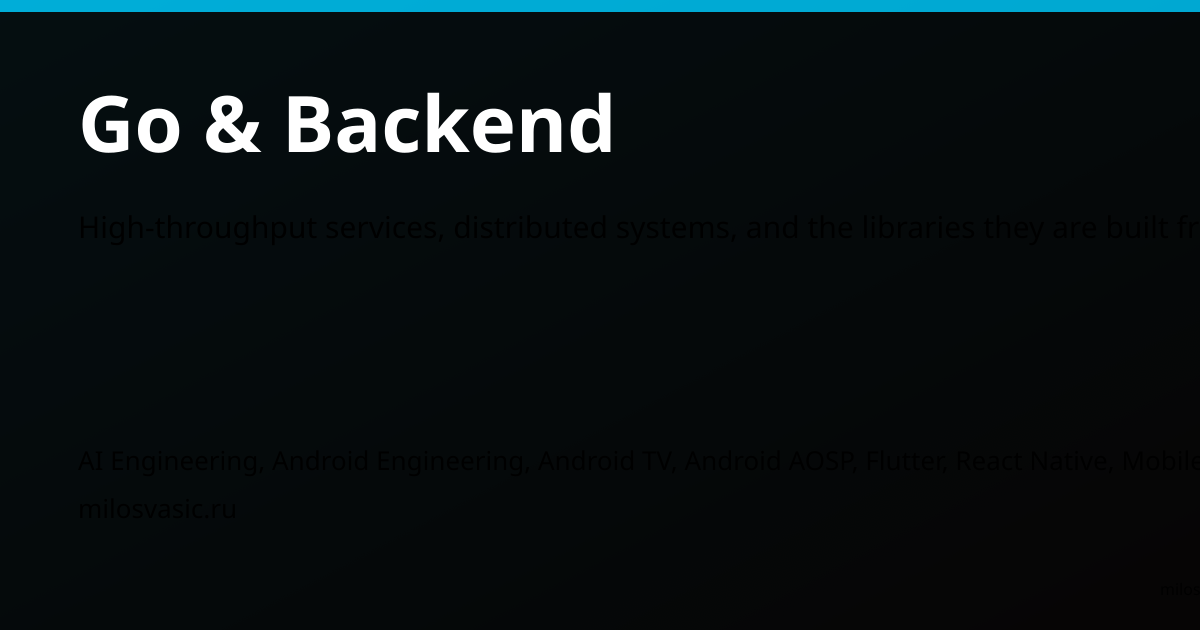 Go & Backend
High-throughput services, distributed systems, and the libraries they are built
AI Engineering, Android Engineering, Android TV, Android AOSP, Flutter, React Native, Mobile
milosvasic.ru